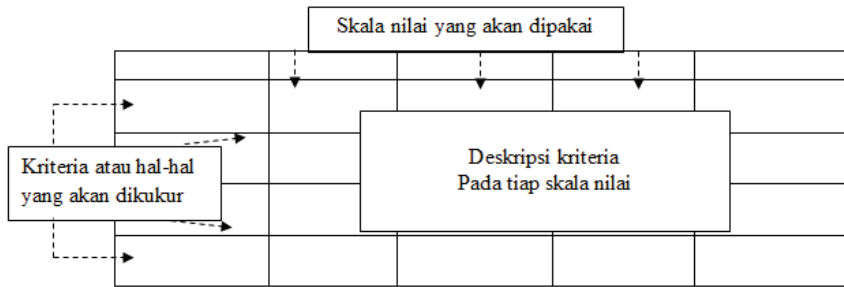 Skala nilai yang akan dipakai
Kriteria atau hal-hal
yang akan dikukur
Deskripsi kriteria
Pada tiap skala nilai